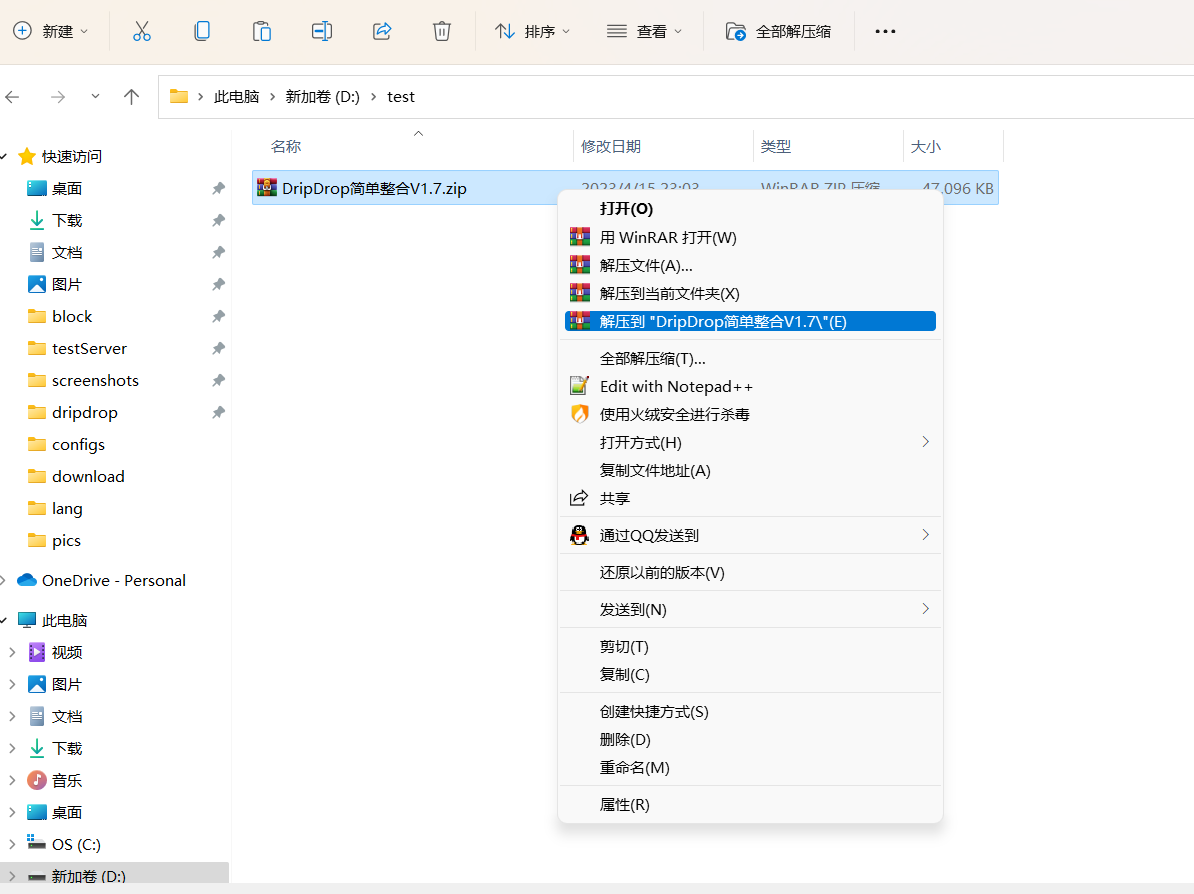 新建
排序
查看
全部解压缩
此电脑 > 新加卷 (D:) > test
快速访问
桌面
下载
文档
图片
block
testServer
screenshots
dripdrop
configs
download
lang
pics
OneDrive - Personal
此电脑
视频
图片
文档
下载
音乐
桌面
OS (C:)
新加卷 (D:)
名称 修改日期 类型 大小
DripDrop简单整合V1.7.zip 2023/4/15 23:03 WinRAR ZIP 压缩... 47,096 KB
打开(O)
用 WinRAR 打开(W)
解压文件(A)...
解压到当前文件夹(X)
解压到 "DripDrop简单整合V1.7\"(E)
全部解压缩(T)...
Edit with Notepad++
使用火绒安全进行杀毒
打开方式(H)
复制文件地址(A)
共享
通过QQ发送到
还原以前的版本(V)
发送到(N)
剪切(T)
复制(C)
创建快捷方式(S)
删除(D)
重命名(M)
属性(R)